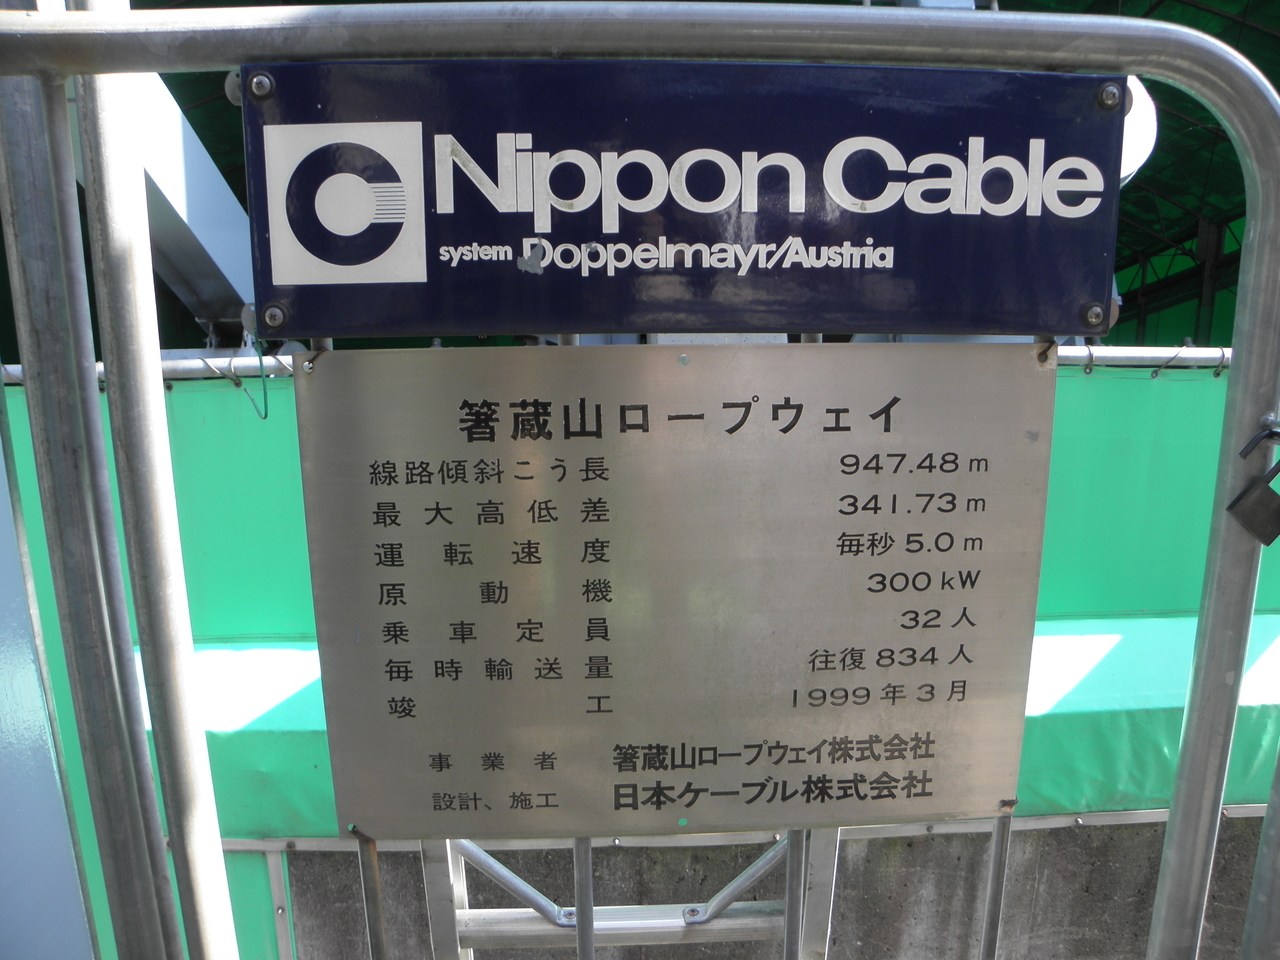 Nippon Cable
system Doppelmayr/Austria
箸蔵山ロープウェイ
線路傾斜こう長 947.48m
最大高低差 341.73m
運転速度 毎秒5.0m
原動機 300kW
乗車定員 32人
毎時輸送量 往復834人
竣工 1999年3月
事業者 箸蔵山ロープウェイ株式会社
設計、施工 日本ケーブル株式会社